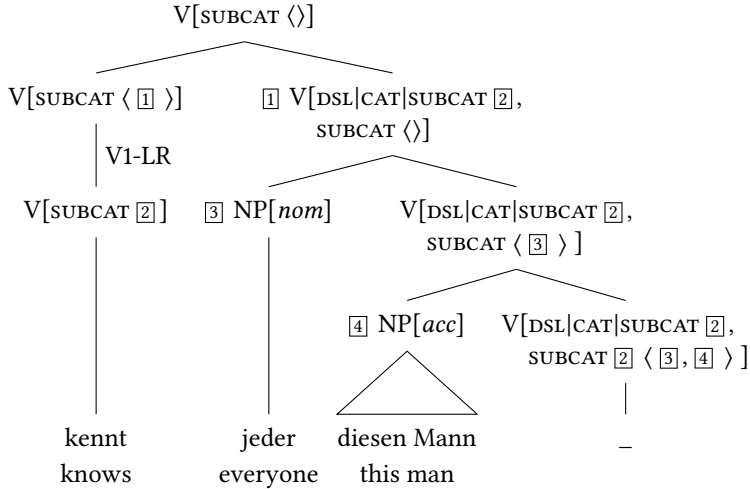 V[SUBCAT ⟨⟩]
V[SUBCAT ⟨ 1 ⟩] 1 V[DSL|CAT|SUBCAT 2,
SUBCAT ⟨⟩]
V1-LR
V[SUBCAT 2] 3 NP[nom] V[DSL|CAT|SUBCAT 2,
SUBCAT ⟨ 3 ⟩ ]
4 NP[acc] V[DSL|CAT|SUBCAT 2,
SUBCAT 2 ⟨ 3, 4 ⟩ ]
kennt jeder diesen Mann _
knows everyone this man